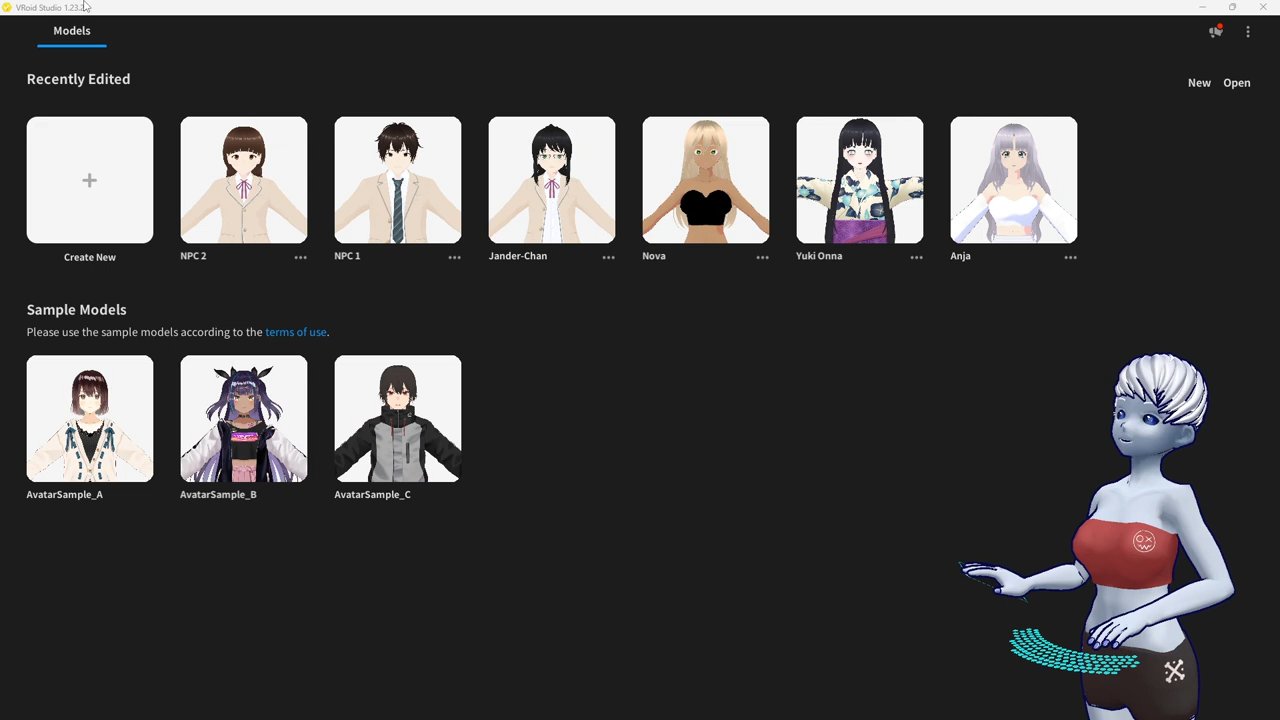 VRoid Studio 1.23.
Models
Recently Edited
New Open
Create New
NPC 2
NPC 1
Jander-Chan
Nova
Yuki Onna
Anja
Sample Models
Please use the sample models according to the terms of use.
AvatarSample_A
AvatarSample_B
AvatarSample_C